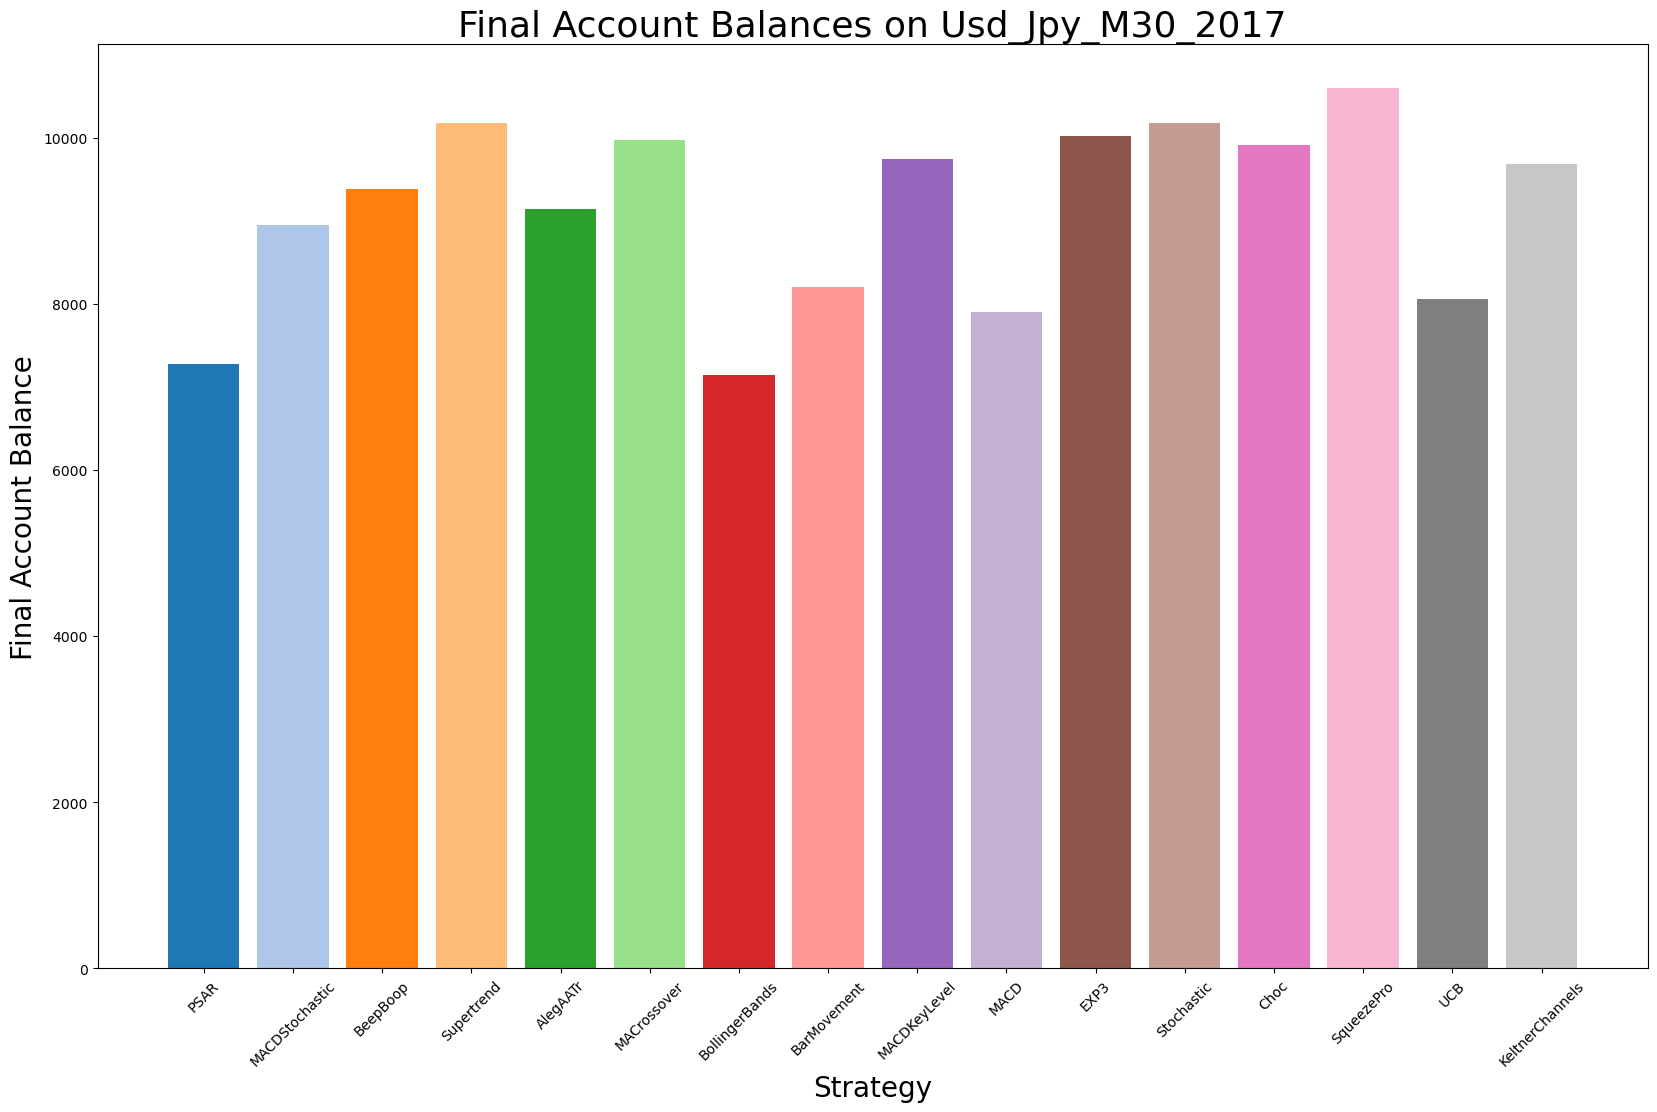 Final Account Balances on Usd_Jpy_M30_2017
Final Account Balance
10000
8000
6000
4000
2000
0
PSAR
MACDStochastic
BeepBoop
Supertrend
AlegAATr
MACrossover
BollingerBands
BarMovement
MACDKeyLevel
MACD
EXP3
Stochastic
Choc
SqueezePro
UCB
KeltnerChannels
Strategy